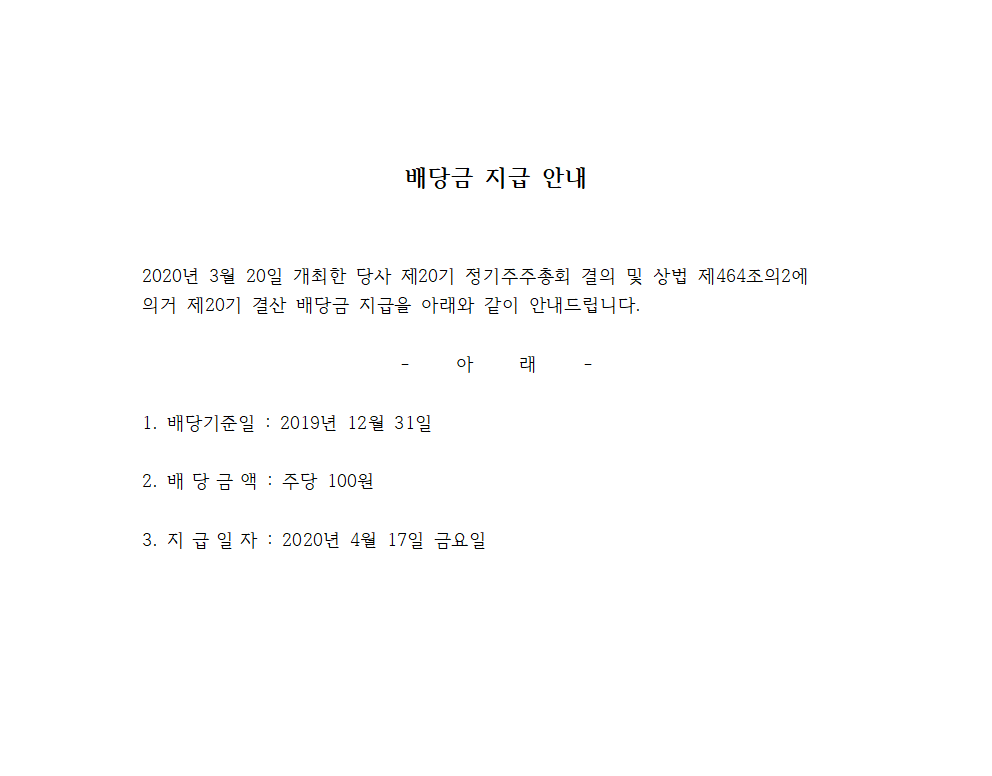 배당금 지급 안내
2020년 3월 20일 개최한 당사 제20기 정기주주총회 결의 및 상법 제464조의2에
의거 제20기 결산 배당금 지급을 아래와 같이 안내드립니다.
- 아 래 -
1. 배당기준일 : 2019년 12월 31일
2. 배 당 금 액 : 주당 100원
3. 지 급 일 자 : 2020년 4월 17일 금요일